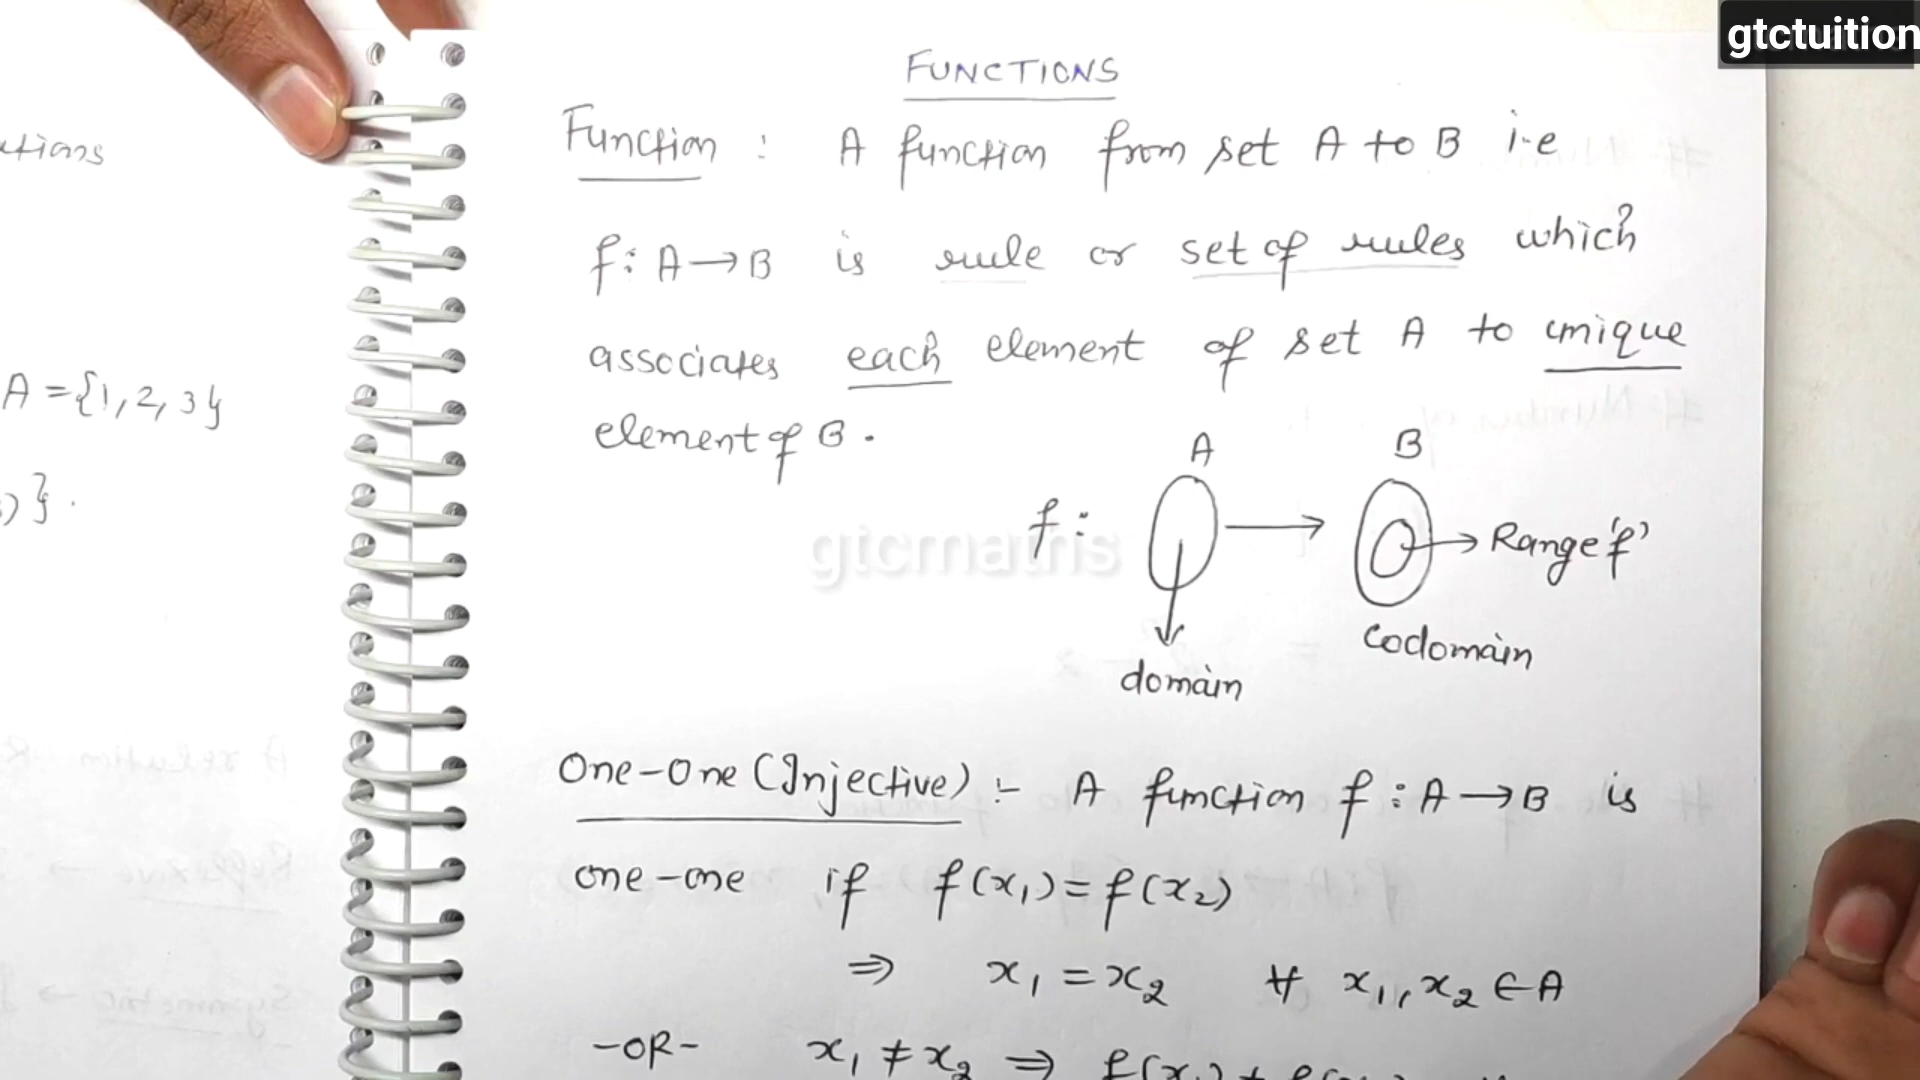 gtctuition
FUNCTIONS
Function : A function from set A to B i.e
f: A→B is rule or set of rules which
associates each element of set A to unique
element of B.
A B
f: → → Range 'f'
domain
Codomain
gtcmaths
One-One (Injective) :- A function f: A→B is
one-one if f(x₁) = f(x₂)
⇒ x₁ = x₂ ∀ x₁, x₂ ∈ A
-OR- x₁ ≠ x₂ ⇒
A = {1, 2, 3}
)}.